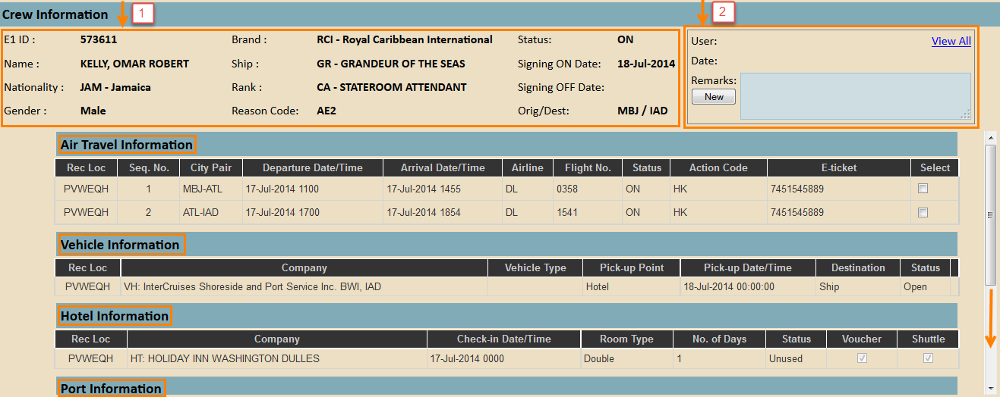 Crew Information 1 2
E1 ID : 573611 Brand : RCI - Royal Caribbean International Status: ON User: View All
Name : KELLY, OMAR ROBERT Ship : GR - GRANDEUR OF THE SEAS Signing ON Date: 18-Jul-2014 Date:
Nationality : JAM - Jamaica Rank : CA - STATEROOM ATTENDANT Signing OFF Date: Remarks:
New
Gender : Male Reason Code: AE2 Orig/Dest: MBJ / IAD
Air Travel Information
Rec Loc Seq. No. City Pair Departure Date/Time Arrival Date/Time Airline Flight No. Status Action Code E-ticket Select
PVWEQH 1 MBJ-ATL 17-Jul-2014 1100 17-Jul-2014 1455 DL 0358 ON HK 7451545889
PVWEQH 2 ATL-IAD 17-Jul-2014 1700 17-Jul-2014 1854 DL 1541 ON HK 7451545889
Vehicle Information
Rec Loc Company Vehicle Type Pick-up Point Pick-up Date/Time Destination Status
PVWEQH VH: InterCruises Shoreside and Port Service Inc. BWI, IAD Hotel 18-Jul-2014 00:00:00 Ship Open
Hotel Information
Rec Loc Company Check-in Date/Time Room Type No. of Days Status Voucher Shuttle
PVWEQH HT: HOLIDAY INN WASHINGTON DULLES 17-Jul-2014 0000 Double 1 Unused
Port Information